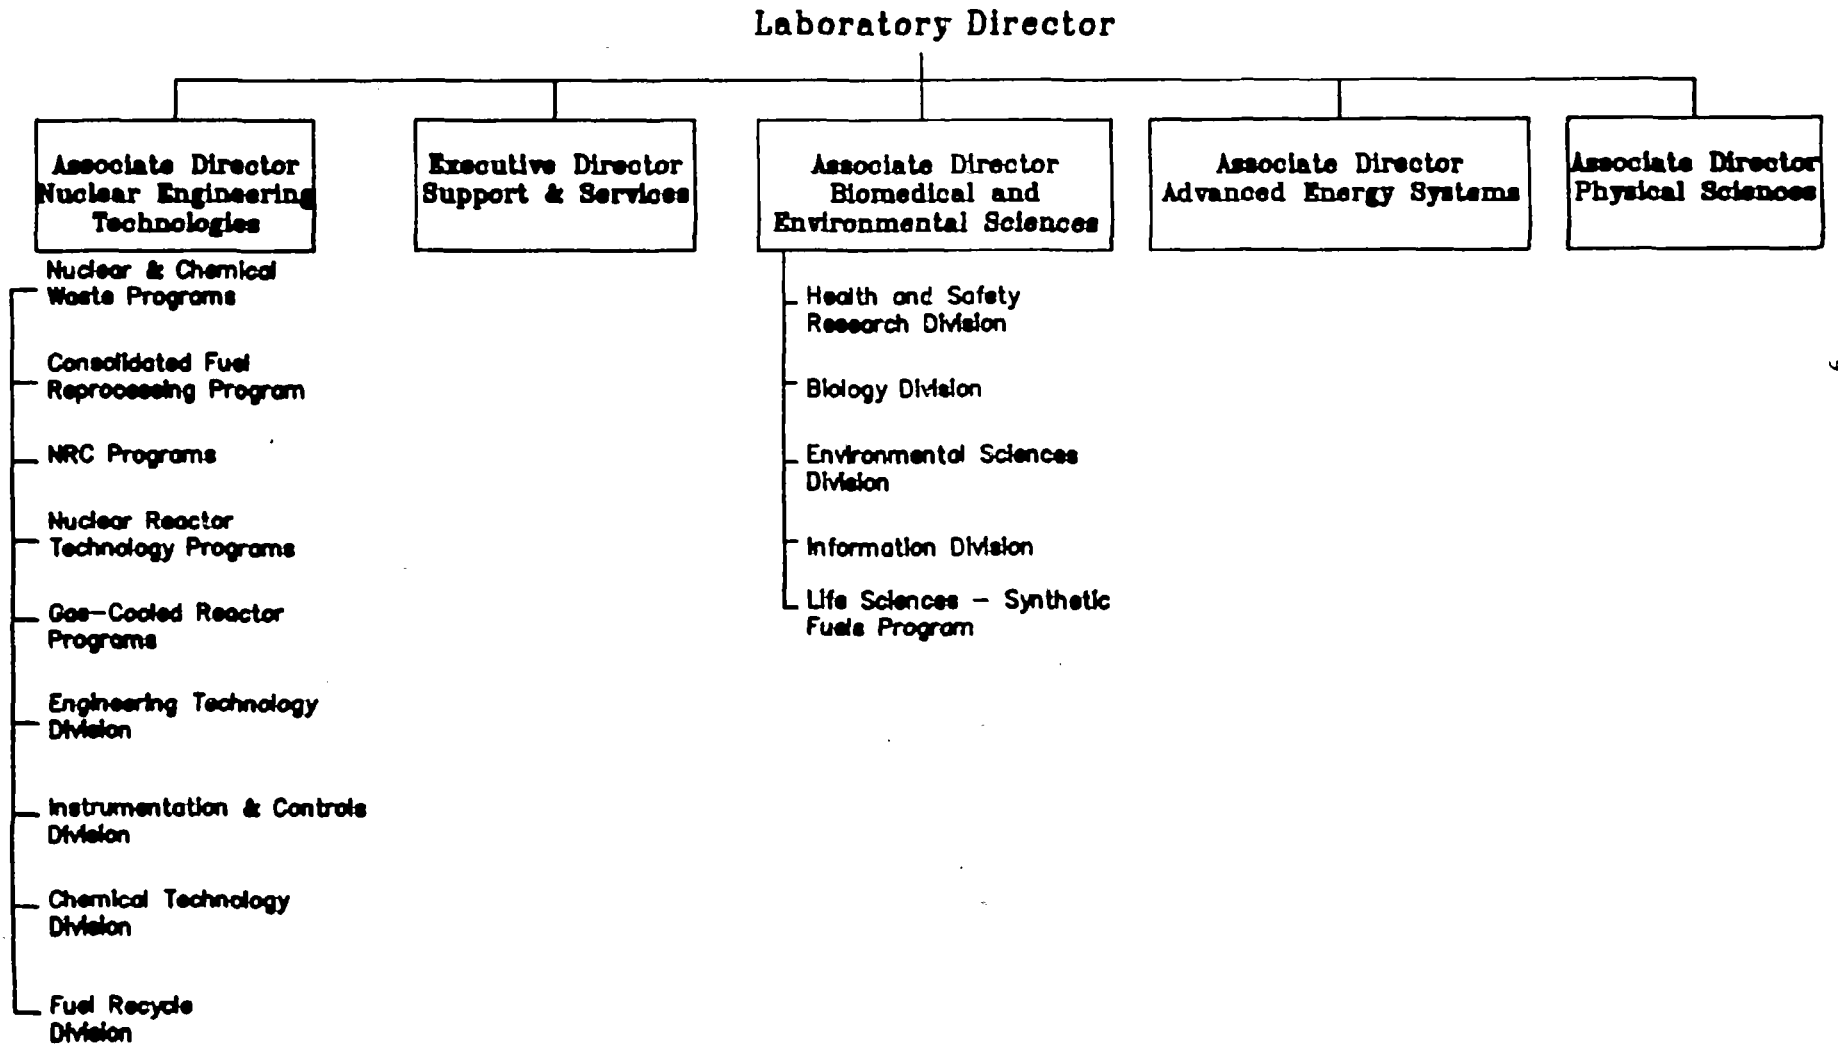 Laboratory Director
Associate Director
Nuclear Engineering
Technologies
Executive Director
Support & Services
Associate Director
Biomedical and
Environmental Sciences
Associate Director
Advanced Energy Systems
Associate Director
Physical Sciences
Nuclear & Chemical
Waste Programs
Consolidated Fuel
Reprocessing Program
NRC Programs
Nuclear Reactor
Technology Programs
Gas-Cooled Reactor
Programs
Engineering Technology
Division
Instrumentation & Controls
Division
Chemical Technology
Division
Fuel Recycle
Division
Health and Safety
Research Division
Biology Division
Environmental Sciences
Division
Information Division
Life Sciences - Synthetic
Fuels Program